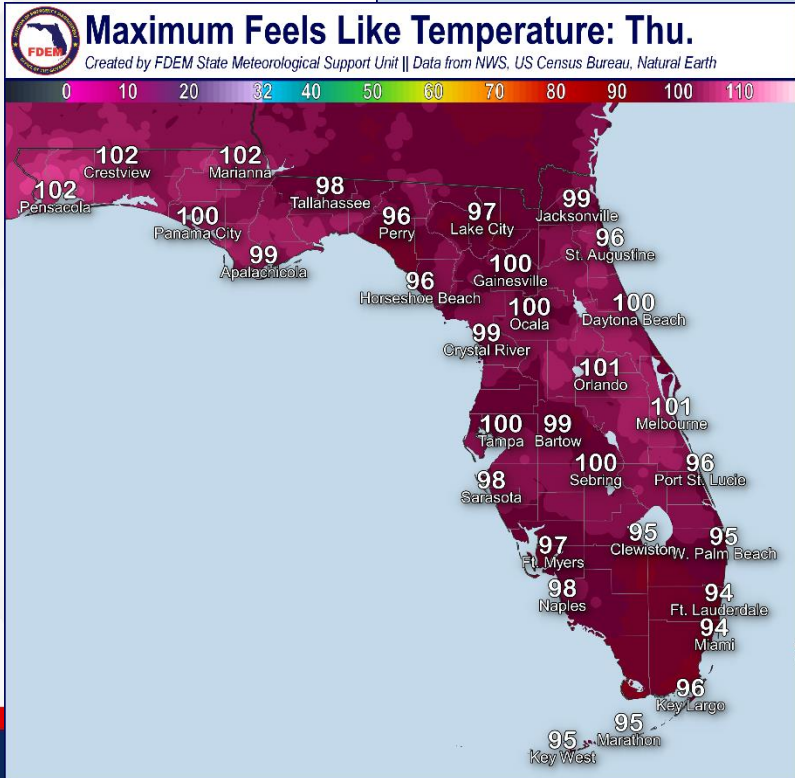 Maximum Feels Like Temperature: Thu.
FDEM
Created by FDEM State Meteorological Support Unit || Data from NWS, US Census Bureau, Natural Earth
0 10 20 32 40 50 60 70 80 90 100 110
102
Crestview
102
Marianna
102
Pensacola
98
Tallahassee
100
Panama City
96
Perry
97
Lake City
99
Jacksonville
99
Apalachicola
96
St. Augustine
96
Horseshoe Beach
100
Gainesville
100
Ocala
100
Daytona Beach
99
Crystal River
101
Orlando
101
Melbourne
100
Tampa
99
Bartow
98
Sarasota
100
Sebring
96
Port St. Lucie
97
Ft. Myers
95
Clewiston
95
W. Palm Beach
98
Naples
94
Ft. Lauderdale
94
Miami
96
Key Largo
95
Marathon
95
Key West